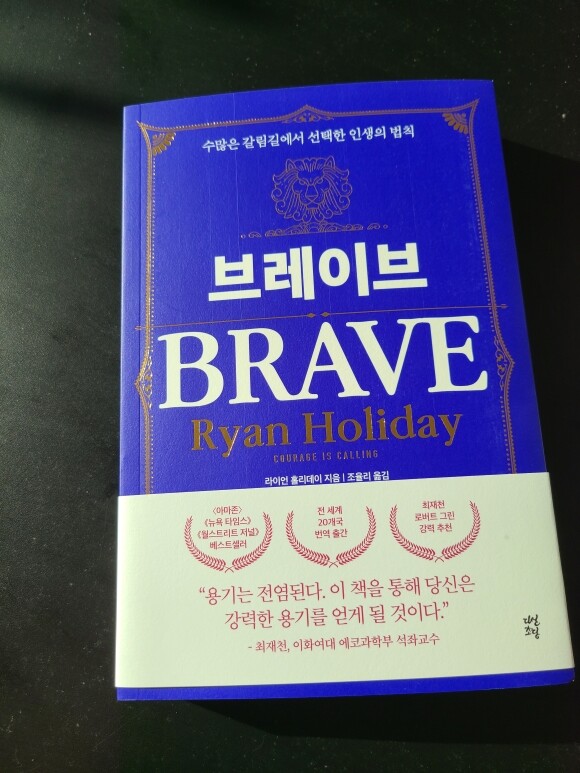 수많은 갈림길에서 선택한 인생의 법칙
브레이브
BRAVE
Ryan Holiday
COURAGE IS CALLING
라이언 홀리데이 지음 | 조율리 옮김
〈아마존〉
《뉴욕 타임스》
《월스트리트 저널》
베스트셀러
전 세계
20개국
번역 출간
최재천
로버트 그린
강력 추천
“용기는 전염된다. 이 책을 통해 당신은
강력한 용기를 얻게 될 것이다.”
- 최재천, 이화여대 에코과학부 석좌교수
다산
초당